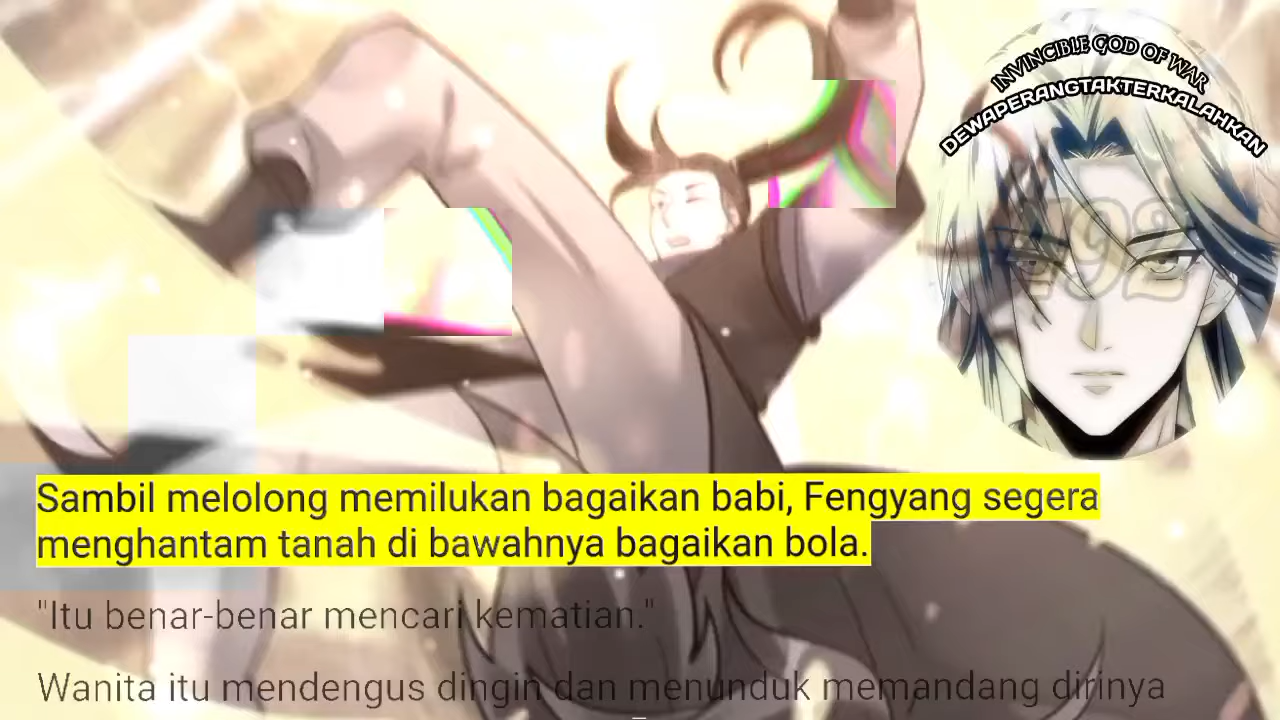 INVINCIBLE GOD OF WAR
DEWAPERANGTAKTERKALAHKAN
492
Sambil melolong memilukan bagaikan babi, Fengyang segera
menghantam tanah di bawahnya bagaikan bola.
"Itu benar-benar mencari kematian."
Wanita itu mendengus dingin dan menunduk memandang dirinya